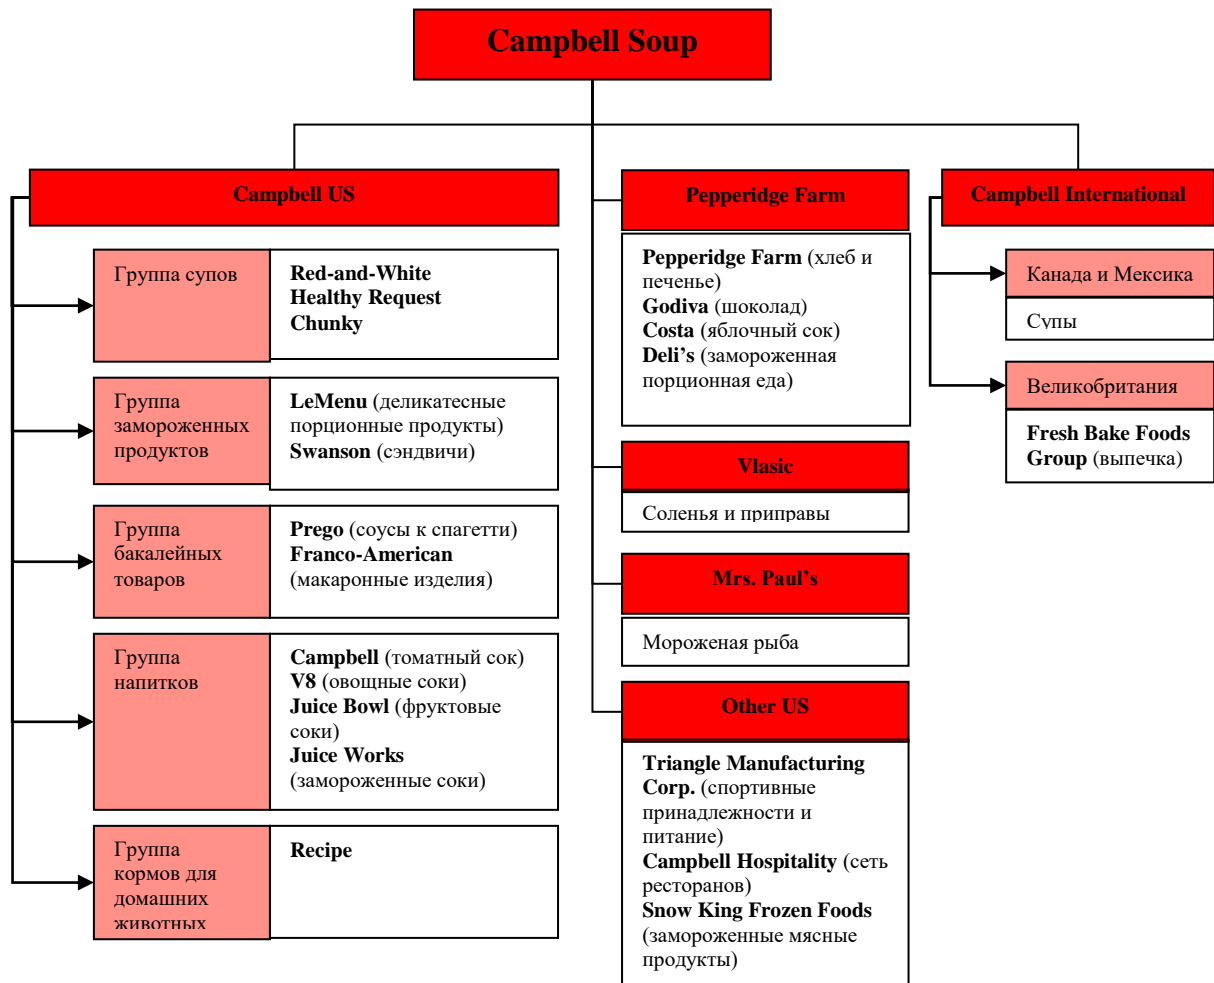 Campbell Soup
Campbell US
Группа супов
Red-and-White
Healthy Request
Chunky
Группа
замороженных
продуктов
LeMenu (деликатесные
порционные продукты)
Swanson (сэндвичи)
Группа
бакалейных
товаров
Prego (соусы к спагетти)
Franco-American
(макаронные изделия)
Группа
напитков
Campbell (томатный сок)
V8 (овощные соки)
Juice Bowl (фруктовые
соки)
Juice Works
(замороженные соки)
Группа
кормов для
домашних
животных
Recipe
Pepperidge Farm
Pepperidge Farm (хлеб и
печенье)
Godiva (шоколад)
Costa (яблочный сок)
Deli’s (замороженная
порционная еда)
Vlasic
Соленья и приправы
Mrs. Paul’s
Мороженая рыба
Other US
Triangle Manufacturing
Corp. (спортивные
принадлежности и
питание)
Campbell Hospitality (сеть
ресторанов)
Snow King Frozen Foods
(замороженные мясные
продукты)
Campbell International
Канада и Мексика
Супы
Великобритания
Fresh Bake Foods
Group (выпечка)